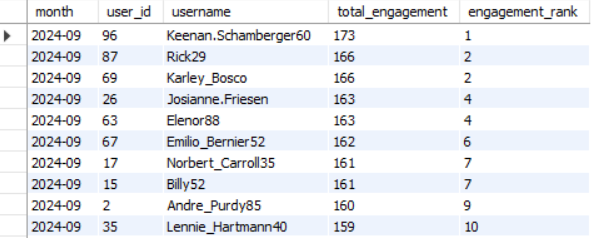 month user_id username total_engagement engagement_rank
2024-09 96 Keenan.Schamberger60 173 1
2024-09 87 Rick29 166 2
2024-09 69 Karley_Bosco 166 2
2024-09 26 Josianne.Friesen 163 4
2024-09 63 Elenor88 163 4
2024-09 67 Emilio_Bernier52 162 6
2024-09 17 Norbert_Carroll35 161 7
2024-09 15 Billy52 161 7
2024-09 2 Andre_Purdy85 160 9
2024-09 35 Lennie_Hartmann40 159 10